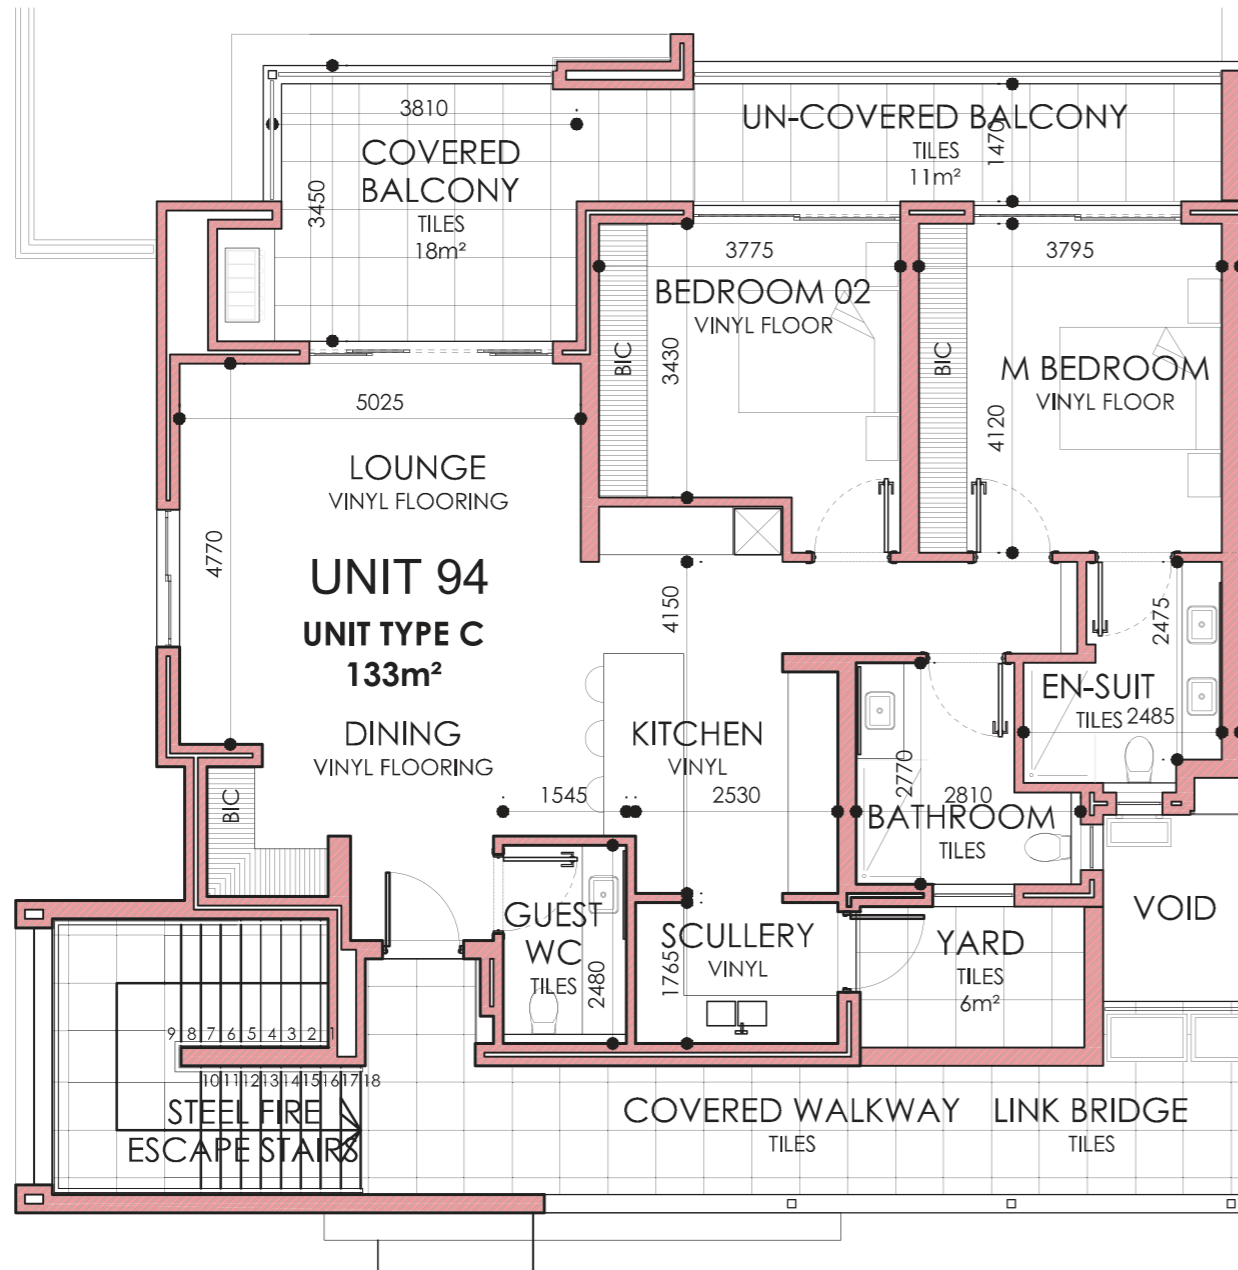 3810
UN-COVERED BALCONY
TILES
11m²
1470
COVERED
BALCONY
TILES
18m²
3450
3775
3795
BEDROOM 02
VINYL FLOOR
BIC
3430
BIC
M BEDROOM
VINYL FLOOR
4120
5025
LOUNGE
VINYL FLOORING
4770
UNIT 94
UNIT TYPE C
133m²
4150
2475
EN-SUIT
TILES
2485
DINING
VINYL FLOORING
KITCHEN
VINYL
BIC
1545
2530
2770
2810
BATHROOM
TILES
GUEST
WC
TILES
2480
SCULLERY
VINYL
1765
YARD
TILES
6m²
VOID
9 8 7 6 5 4 3 2 1
10 11 12 13 14 15 16 17 18
STEEL FIRE
ESCAPE STAIRS
COVERED WALKWAY
TILES
LINK BRIDGE
TILES